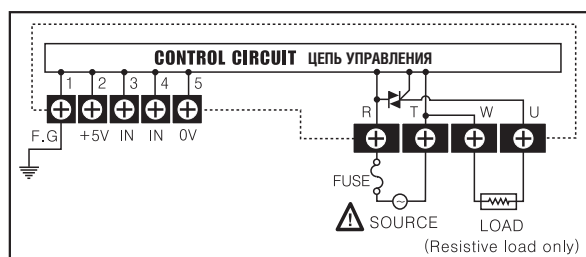 CONTROL CIRCUIT ЦЕПЬ УПРАВЛЕНИЯ
1 2 3 4 5
R T W U
F.G +5V IN IN 0V
FUSE
SOURCE LOAD
(Resistive load only)